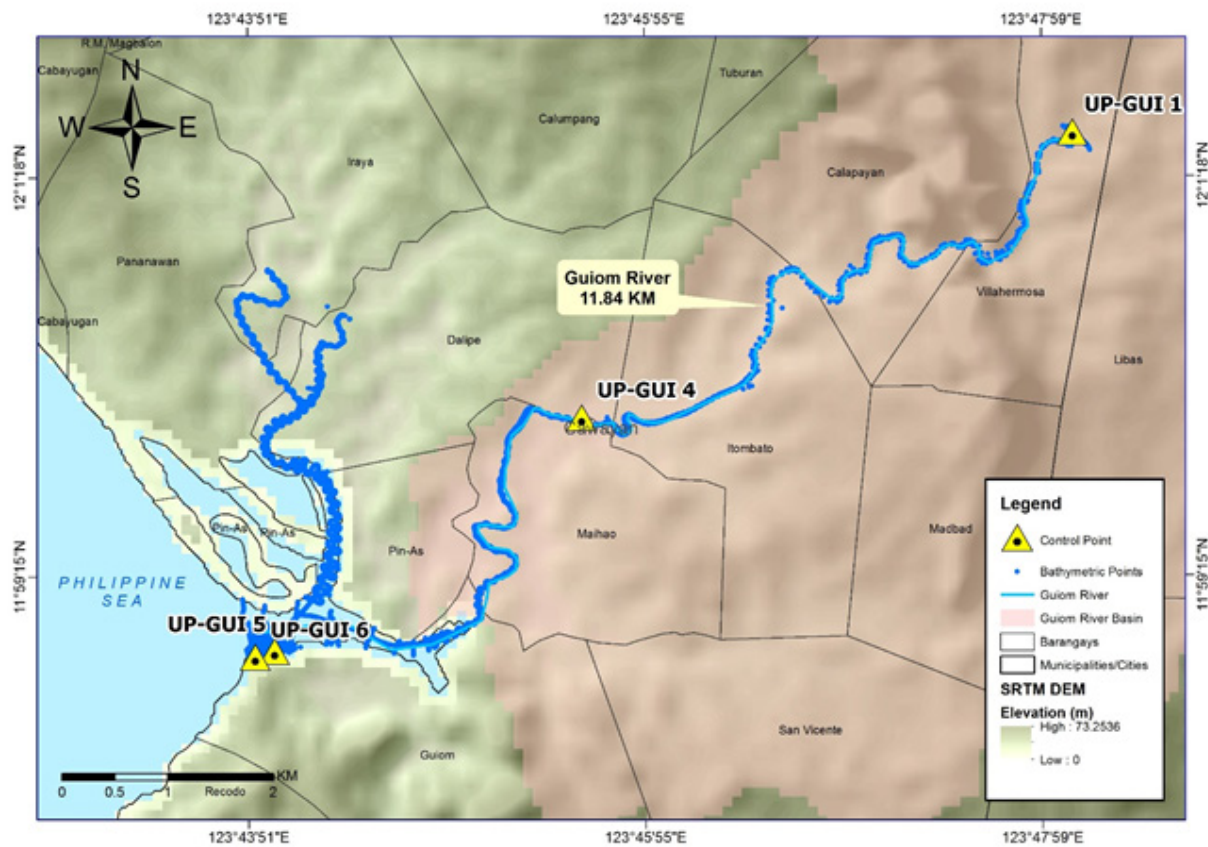 123°43'51"E
123°45'55"E
123°47'59"E
R.M. Magbalon
Cabayugan
N
W
E
S
Tuburan
Calumpang
UP-GUI 1
Iraya
Calapayan
12°1'18"N
12°1'18"N
Pananawan
Guiom River
11.84 KM
Villahermosa
Cabayugan
Dalipe
Libas
UP-GUI 4
Itombato
Legend
Control Point
Bathymetric Points
Guiom River
Guiom River Basin
Barangays
Municipalities/Cities
SRTM DEM
Elevation (m)
High : 73.2536
Low : 0
Pin-As
Pin-As
Pin-As
Maihao
Madbad
11°59'15"N
11°59'15"N
PHILIPPINE
SEA
UP-GUI 5
UP-GUI 6
San Vicente
Guiom
KM
0
0.5
1
2
Recodo
123°43'51"E
123°45'55"E
123°47'59"E